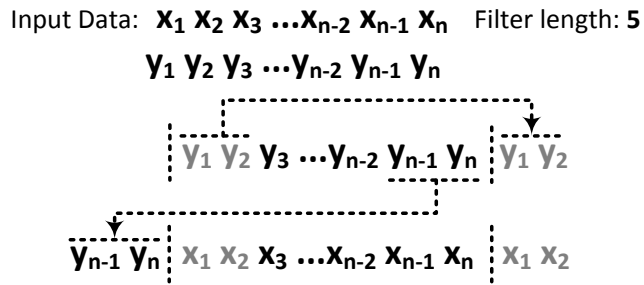 Input Data: x₁ x₂ x₃ ...xₙ₋₂ xₙ₋₁ xₙ Filter length: 5
y₁ y₂ y₃ ...yₙ₋₂ yₙ₋₁ yₙ
y₁ y₂ y₃ ...yₙ₋₂ yₙ₋₁ yₙ y₁ y₂
yₙ₋₁ yₙ x₁ x₂ x₃ ...xₙ₋₂ xₙ₋₁ xₙ x₁ x₂